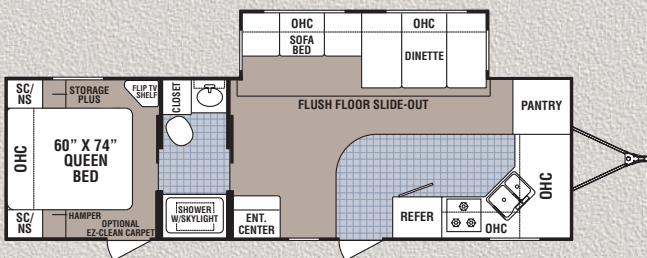 OHC
OHC
SOFA
BED
DINETTE
FLUSH FLOOR SLIDE-OUT
SC/
NS
STORAGE
PLUS
FLIP TV
SHELF
CLOSET
PANTRY
OHC
60” X 74”
QUEEN
BED
OHC
SC/
NS
HAMPER
OPTIONAL
EZ-CLEAN CARPET
SHOWER
W/SKYLIGHT
ENT.
CENTER
REFER
OHC